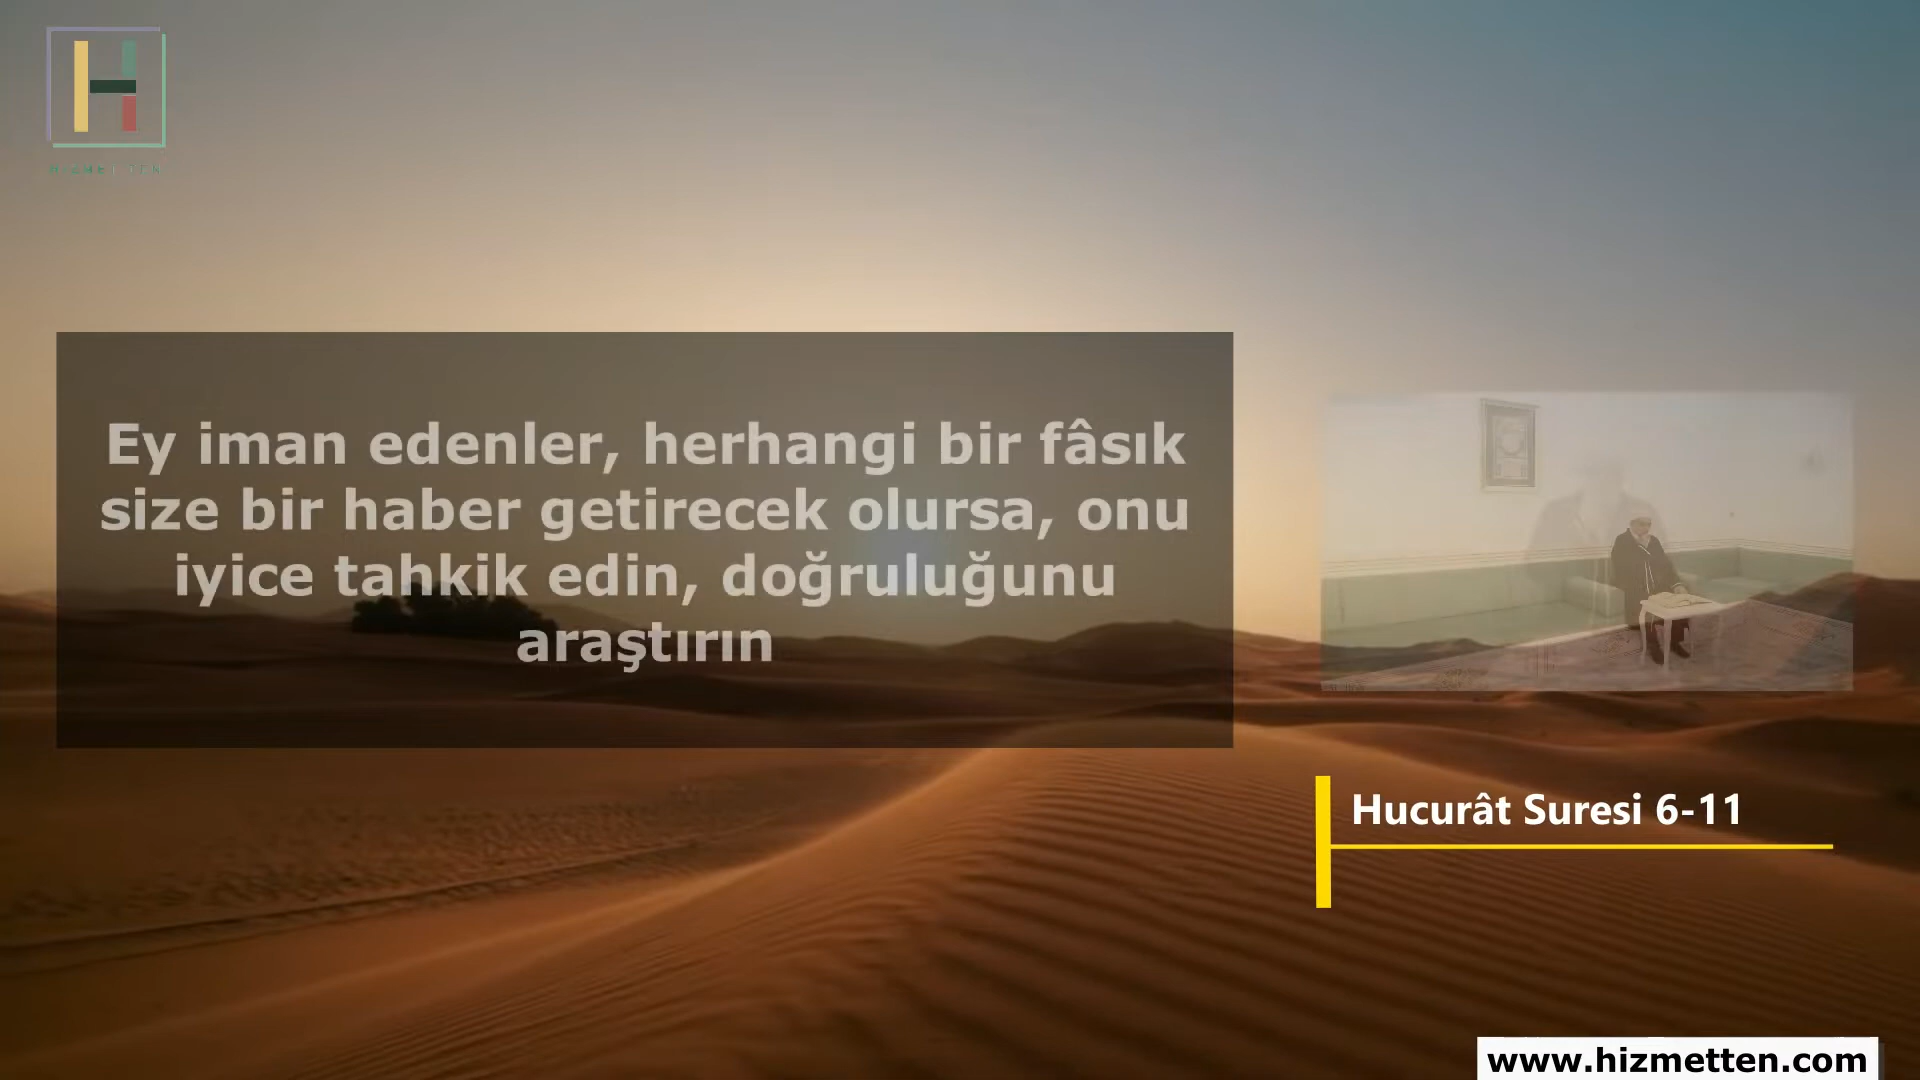 HIZMETTEN
Ey iman edenler, herhangi bir fâsık
size bir haber getirecek olursa, onu
iyice tahkik edin, doğruluğunu
araştırın
Hucurât Suresi 6-11
www.hizmetten.com